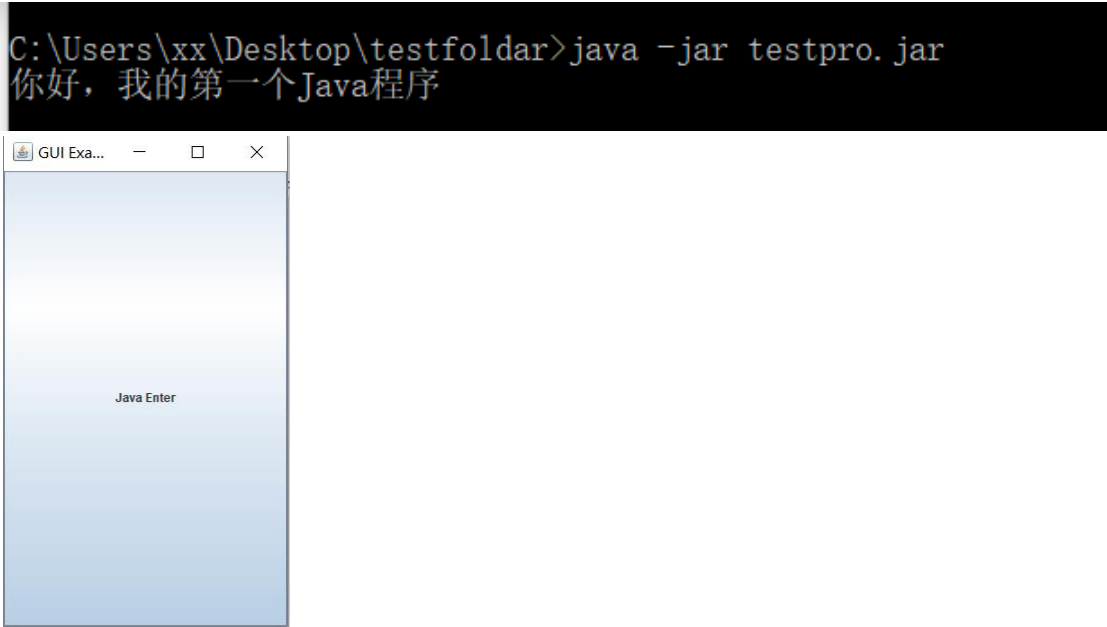 C:\Users\xx\Desktop\testfoldar>java -jar testpro.jar
你好，我的第一个Java程序
GUI Exa...
Java Enter